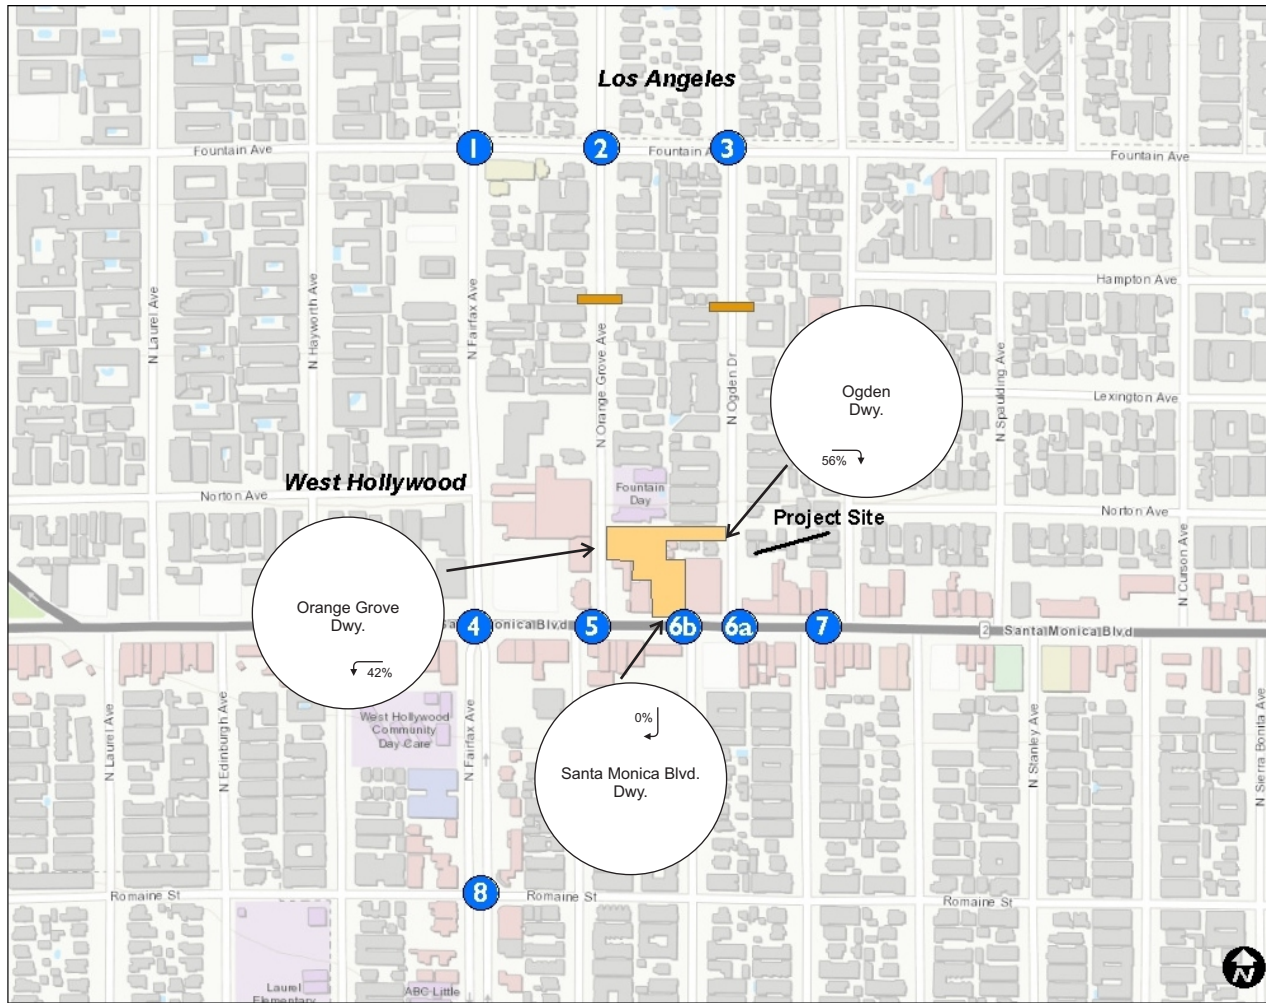 Los Angeles
1
2
3
Fountain Ave
Fountain A
Fountain Ave
Hampton Ave
N Laurel Ave
N Hayworth Ave
N Fairfax Ave
N Orange Grove Ave
N Ogden Dr
N Spaulding Ave
Lexington Ave
Ogden
Dwy.
56%
West Hollywood
Norton Ave
Fountain
Day
Norton Ave
Project Site
N Curson Ave
Orange Grove
Dwy.
42%
4
Monica Blvd
5
6b
6a
7
2
Santa Monica Blvd
N Laurel Ave
N Edinburgh Ave
N Fairfax Ave
West Hollywood
Community
Day Care
0%
Santa Monica Blvd.
Dwy.
N Stanley Ave
N Sierra Bonita Ave
8
Romaine St
Romaine St
Romaine St
Laurel
Elementary
ABC Little
N